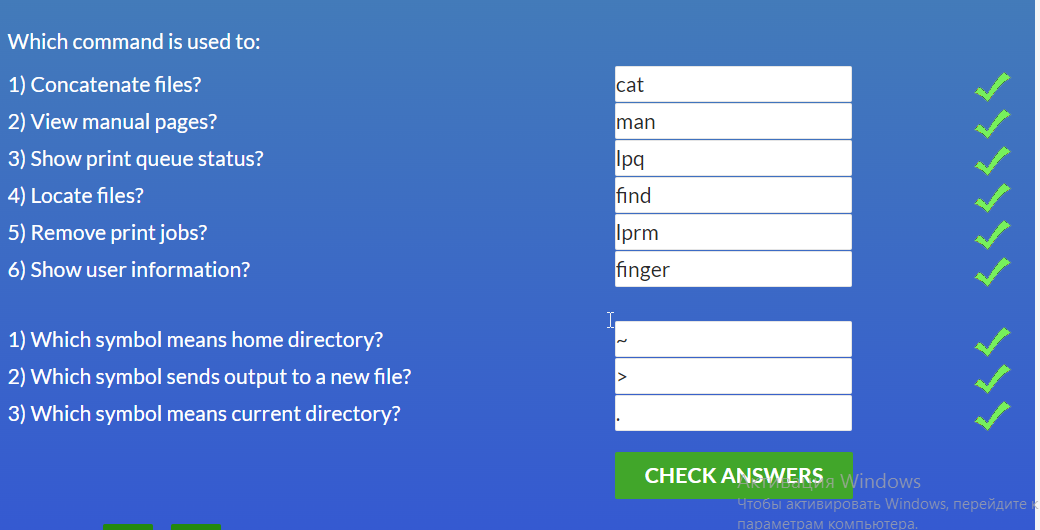 Which command is used to:
1) Concatenate files? cat
2) View manual pages? man
3) Show print queue status? lpq
4) Locate files? find
5) Remove print jobs? lprm
6) Show user information? finger
1) Which symbol means home directory? ~
2) Which symbol sends output to a new file? >
3) Which symbol means current directory? .
CHECK ANSWERS
Активация Windows
Чтобы активировать Windows, перейдите к
параметрам компьютера.